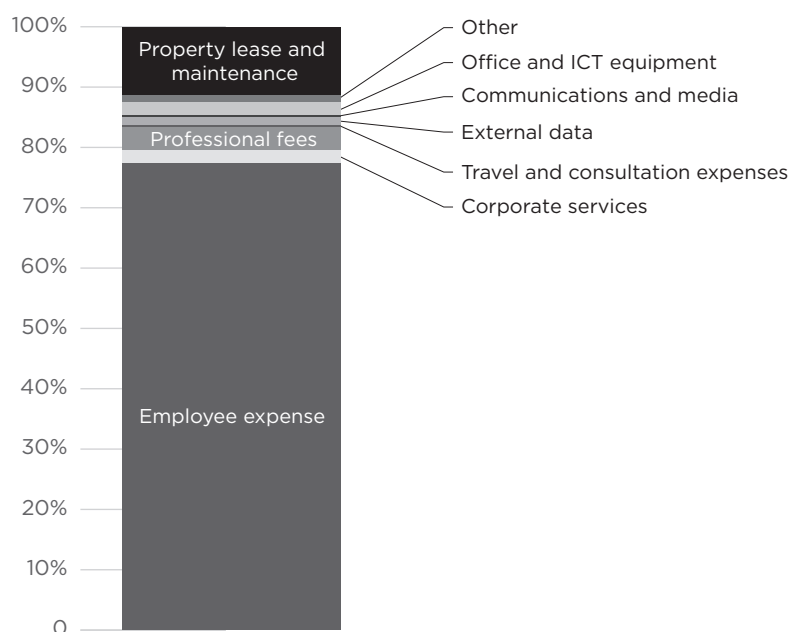 100%
90%
80%
70%
60%
50%
40%
30%
20%
10%
0
Property lease and
maintenance
Professional fees
Employee expense
Other
Office and ICT equipment
Communications and media
External data
Travel and consultation expenses
Corporate services